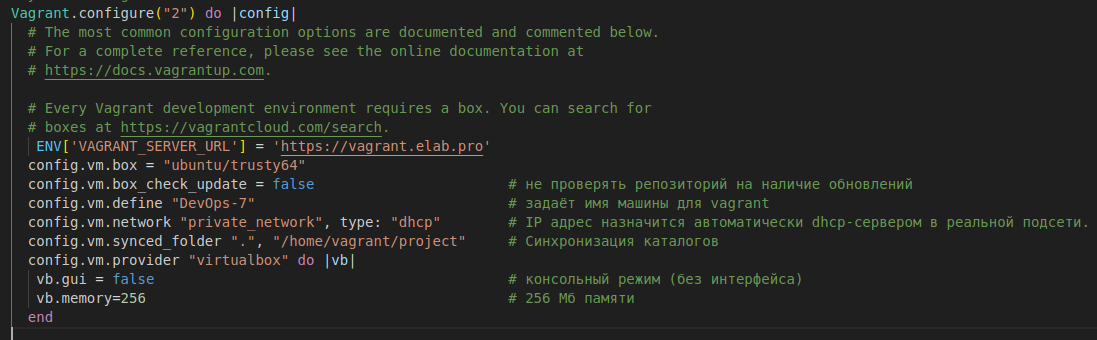 Vagrant.configure("2") do |config|
# The most common configuration options are documented and commented below.
# For a complete reference, please see the online documentation at
# https://docs.vagrantup.com.
# Every Vagrant development environment requires a box. You can search for
# boxes at https://vagrantcloud.com/search.
ENV['VAGRANT_SERVER_URL'] = 'https://vagrant.elab.pro'
config.vm.box = "ubuntu/trusty64"
config.vm.box_check_update = false # не проверять репозиторий на наличие обновлений
config.vm.define "DevOps-7" # задаёт имя машины для vagrant
config.vm.network "private_network", type: "dhcp" # IP адрес назначится автоматически dhcp-сервером в реальной подсети.
config.vm.synced_folder ".", "/home/vagrant/project" # Синхронизация каталогов
config.vm.provider "virtualbox" do |vb|
vb.gui = false # консольный режим (без интерфейса)
vb.memory=256 # 256 Мб памяти
end